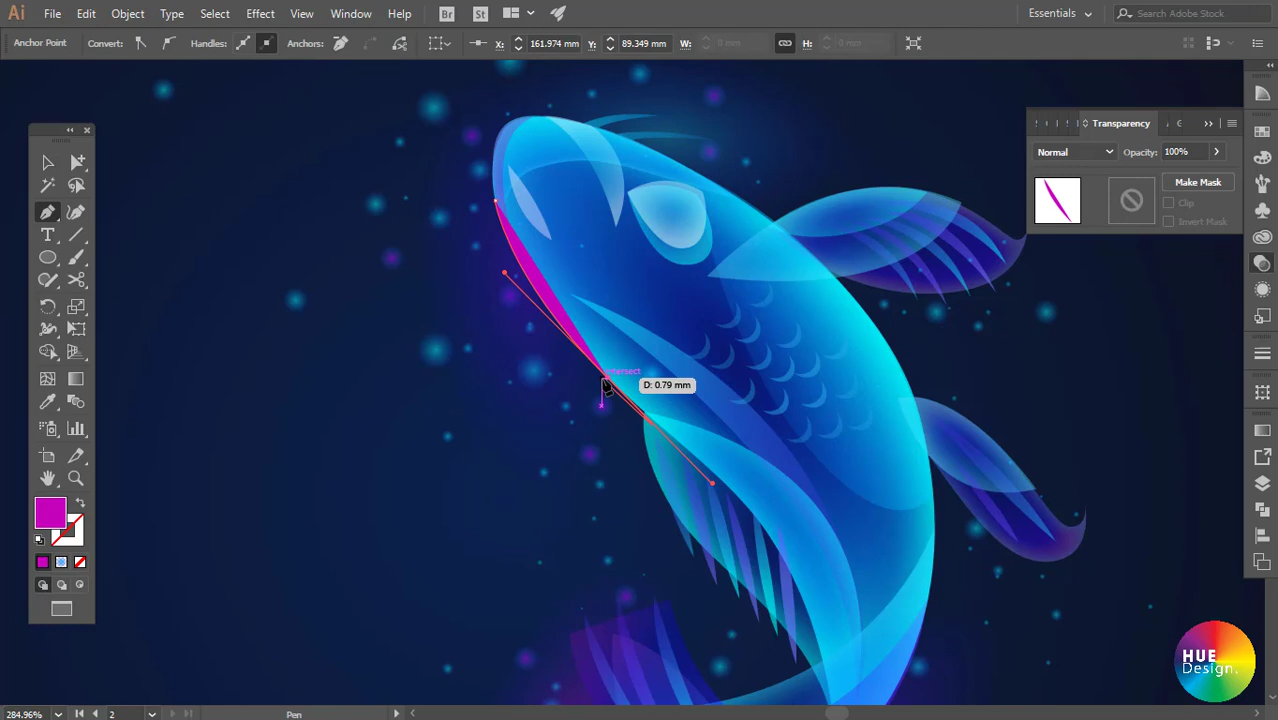 Ai File Edit Object Type Select Effect View Window Help Br St Essentials Search Adobe Stock
Anchor Point Convert: Handles: Anchors: X: 161.974 mm Y: 89.349 mm W: 0 mm H: 0 mm
Transparency
Normal Opacity: 100%
Make Mask
Clip
Invert Mask
intersect
D: 0.79 mm
HUE
Design.
284.96% 2 Pen